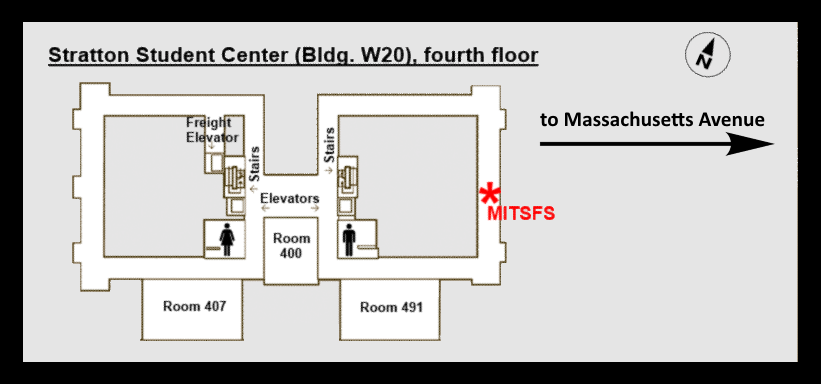 Stratton Student Center (Bldg. W20), fourth floor
N
to Massachusetts Avenue
Freight
Elevator
Stairs
Stairs
Elevators
MITSFS
Room
400
Room 407
Room 491